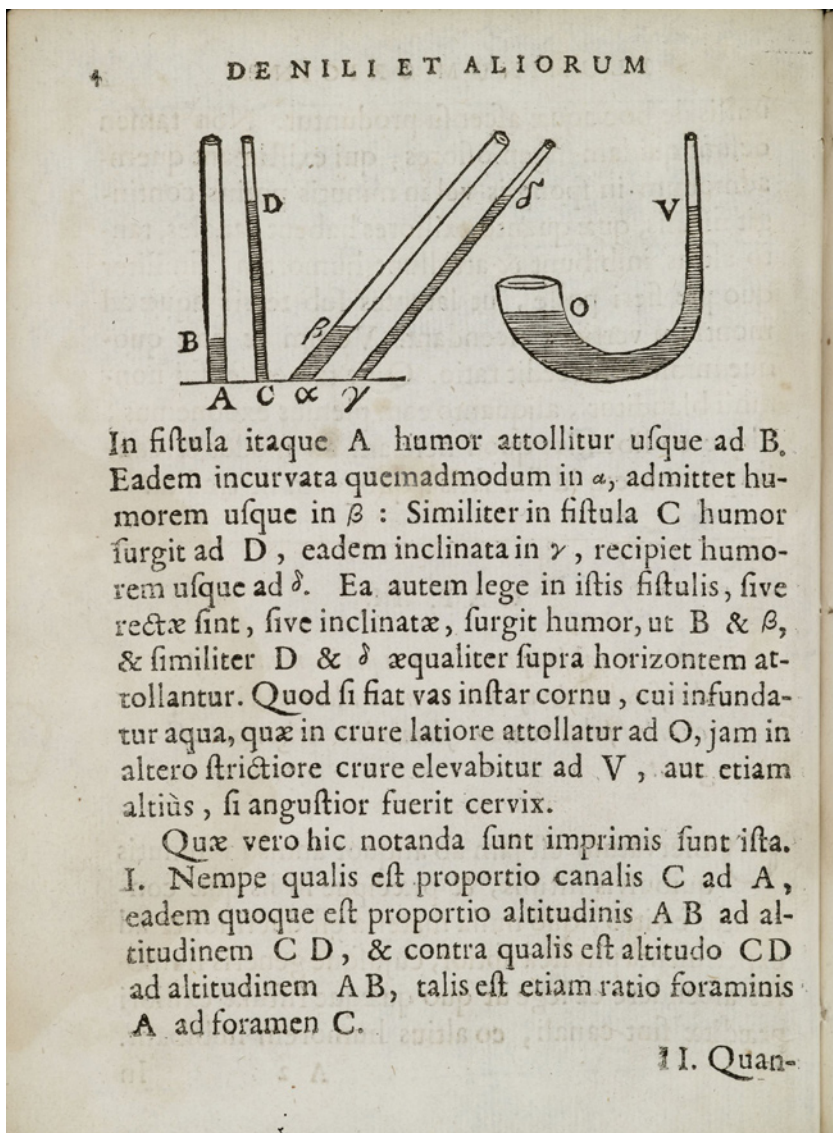 4 DE NILI ET ALIORUM
D
δ
V
O
B
β
A C α γ
In fiſtula itaque A humor attollitur uſque ad B.
Eadem incurvata quemadmodum in α, admittet hu-
morem uſque in β : Similiter in fiſtula C humor
ſurgit ad D , eadem inclinata in γ , recipiet humo-
rem uſque ad δ. Ea autem lege in iſtis fiſtulis, ſive
rectæ ſint, ſive inclinatæ, ſurgit humor, ut B & β,
& ſimiliter D & δ æqualiter ſupra horizontem at-
tollantur. Quod ſi fiat vas inſtar cornu , cui infunda-
tur aqua, quæ in crure latiore attollatur ad O, jam in
altero ſtrictiore crure elevabitur ad V , aut etiam
altiùs , ſi anguſtior fuerit cervix.
Quæ vero hic notanda ſunt imprimis ſunt iſta.
I. Nempe qualis eſt proportio canalis C ad A,
eadem quoque eſt proportio altitudinis A B ad al-
titudinem C D, & contra qualis eſt altitudo CD
ad altitudinem AB, talis eſt etiam ratio foraminis
A ad foramen C.
II. Quan-